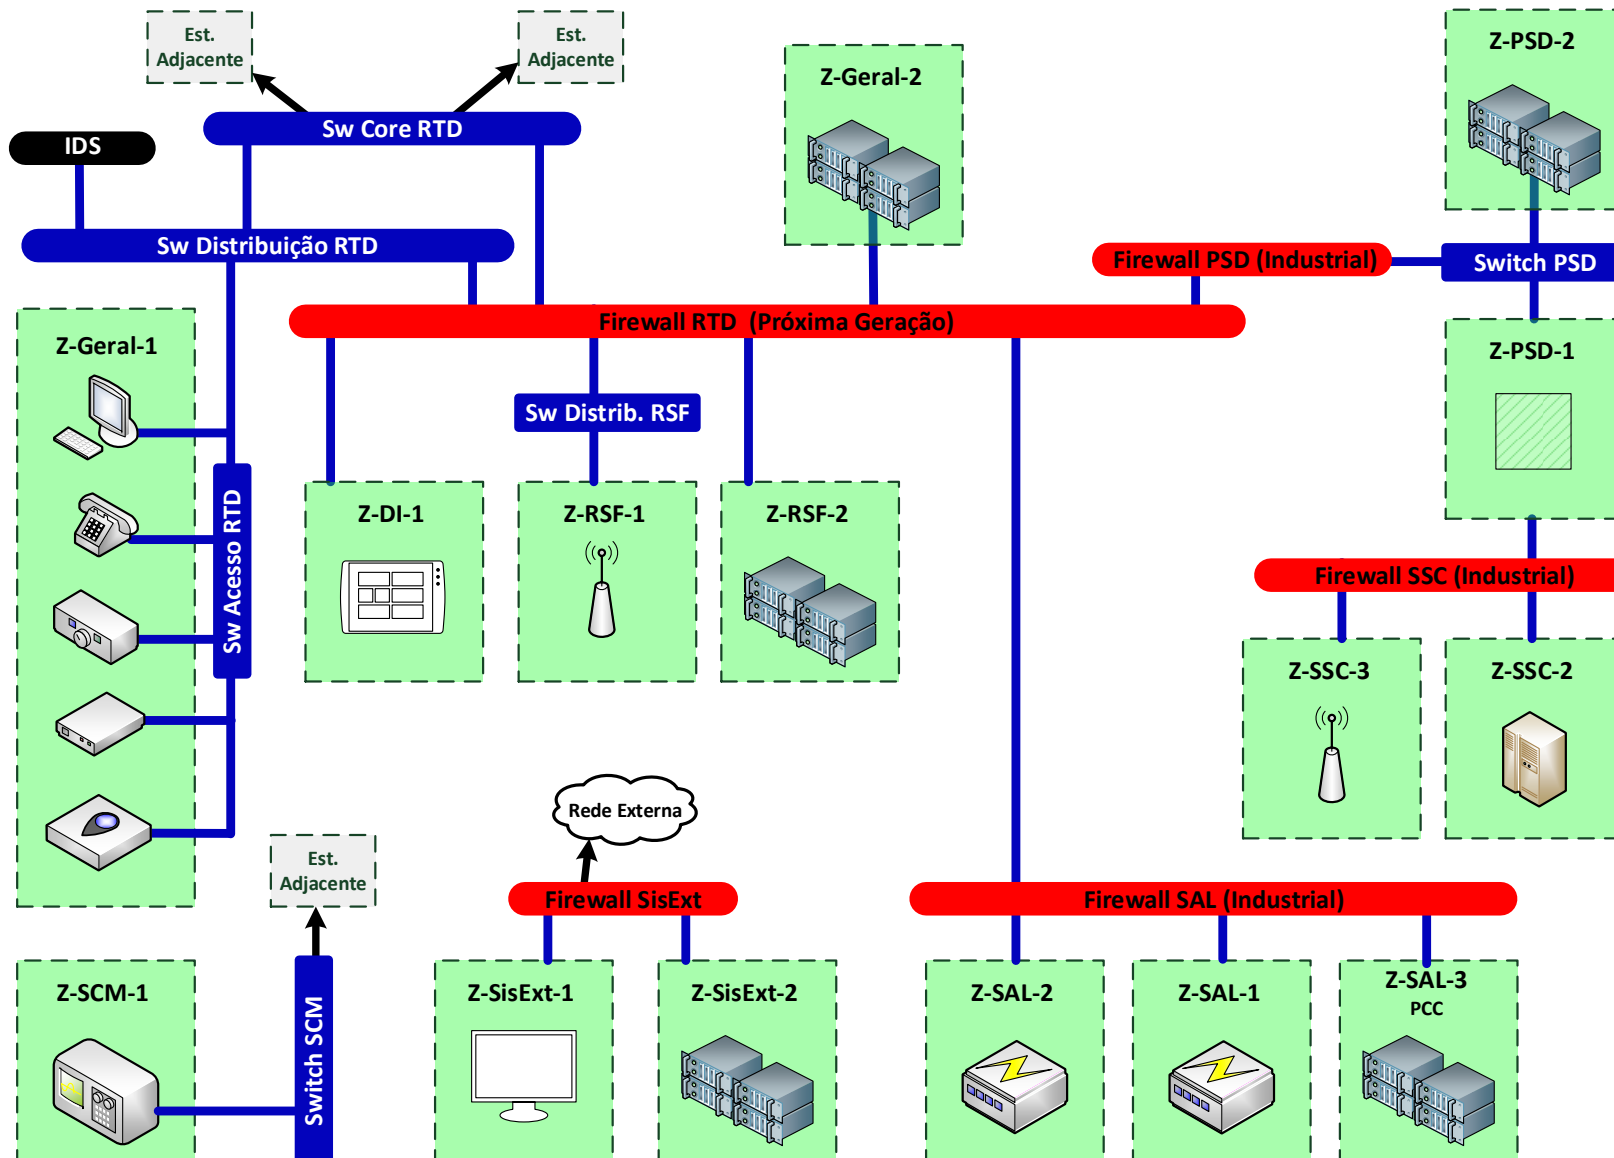 Est.
Adjacente
Est.
Adjacente
Z-PSD-2
Z-Geral-2
Sw Core RTD
IDS
Sw Distribuição RTD
Firewall PSD (Industrial)
Switch PSD
Firewall RTD (Próxima Geração)
Z-Geral-1
Z-PSD-1
Sw Distrib. RSF
Sw Acesso RTD
Z-DI-1
Z-RSF-1
Z-RSF-2
Firewall SSC (Industrial)
Z-SSC-3
Z-SSC-2
Rede Externa
Est.
Adjacente
Firewall SisExt
Firewall SAL (Industrial)
Z-SCM-1
Switch SCM
Z-SisExt-1
Z-SisExt-2
Z-SAL-2
Z-SAL-1
Z-SAL-3
PCC